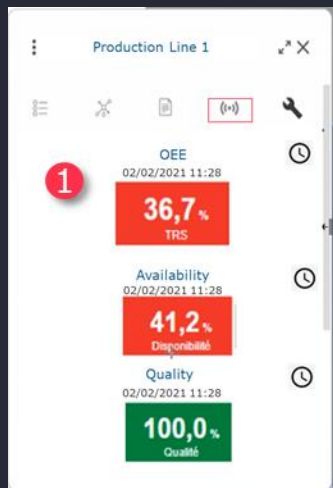 Production Line 1
1
OEE
02/02/2021 11:28
36,7 %
TRS
Availability
02/02/2021 11:28
41,2 %
Disponibilité
Quality
02/02/2021 11:28
100,0 %
Qualité